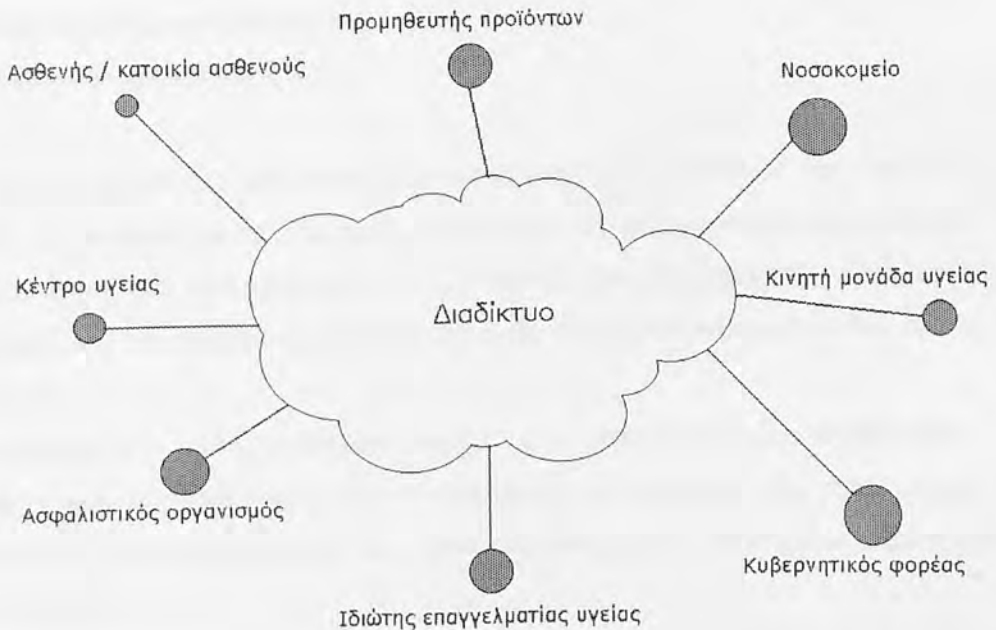 Προμηθευτής προϊόντων
Ασθενής / κατοικία ασθενούς
Νοσοκομείο
Κέντρο υγείας
Κινητή μονάδα υγείας
Διαδίκτυο
Ασφαλιστικός οργανισμός
Κυβερνητικός φορέας
Ιδιώτης επαγγελματίας υγείας